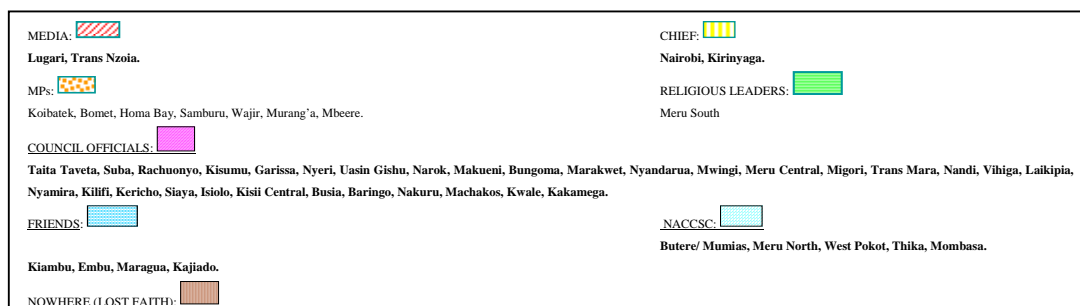 MEDIA:
CHIEF:
Lugari, Trans Nzoia.
Nairobi, Kirinyaga.
MPs:
RELIGIOUS LEADERS:
Koibatek, Bomet, Homa Bay, Samburu, Wajir, Murang’a, Mbeere.
Meru South
COUNCIL OFFICIALS:
Taita Taveta, Suba, Rachuonyo, Kisumu, Garissa, Nyeri, Uasin Gishu, Narok, Makueni, Bungoma, Marakwet, Nyandarua, Mwingi, Meru Central, Migori, Trans Mara, Nandi, Vihiga, Laikipia,
Nyamira, Kilifi, Kericho, Siaya, Isiolo, Kisii Central, Busia, Baringo, Nakuru, Machakos, Kwale, Kakamega.
FRIENDS:
NACCSC:
Butere/ Mumias, Meru North, West Pokot, Thika, Mombasa.
Kiambu, Embu, Maragua, Kajiado.
NOWHERE (LOST FAITH):